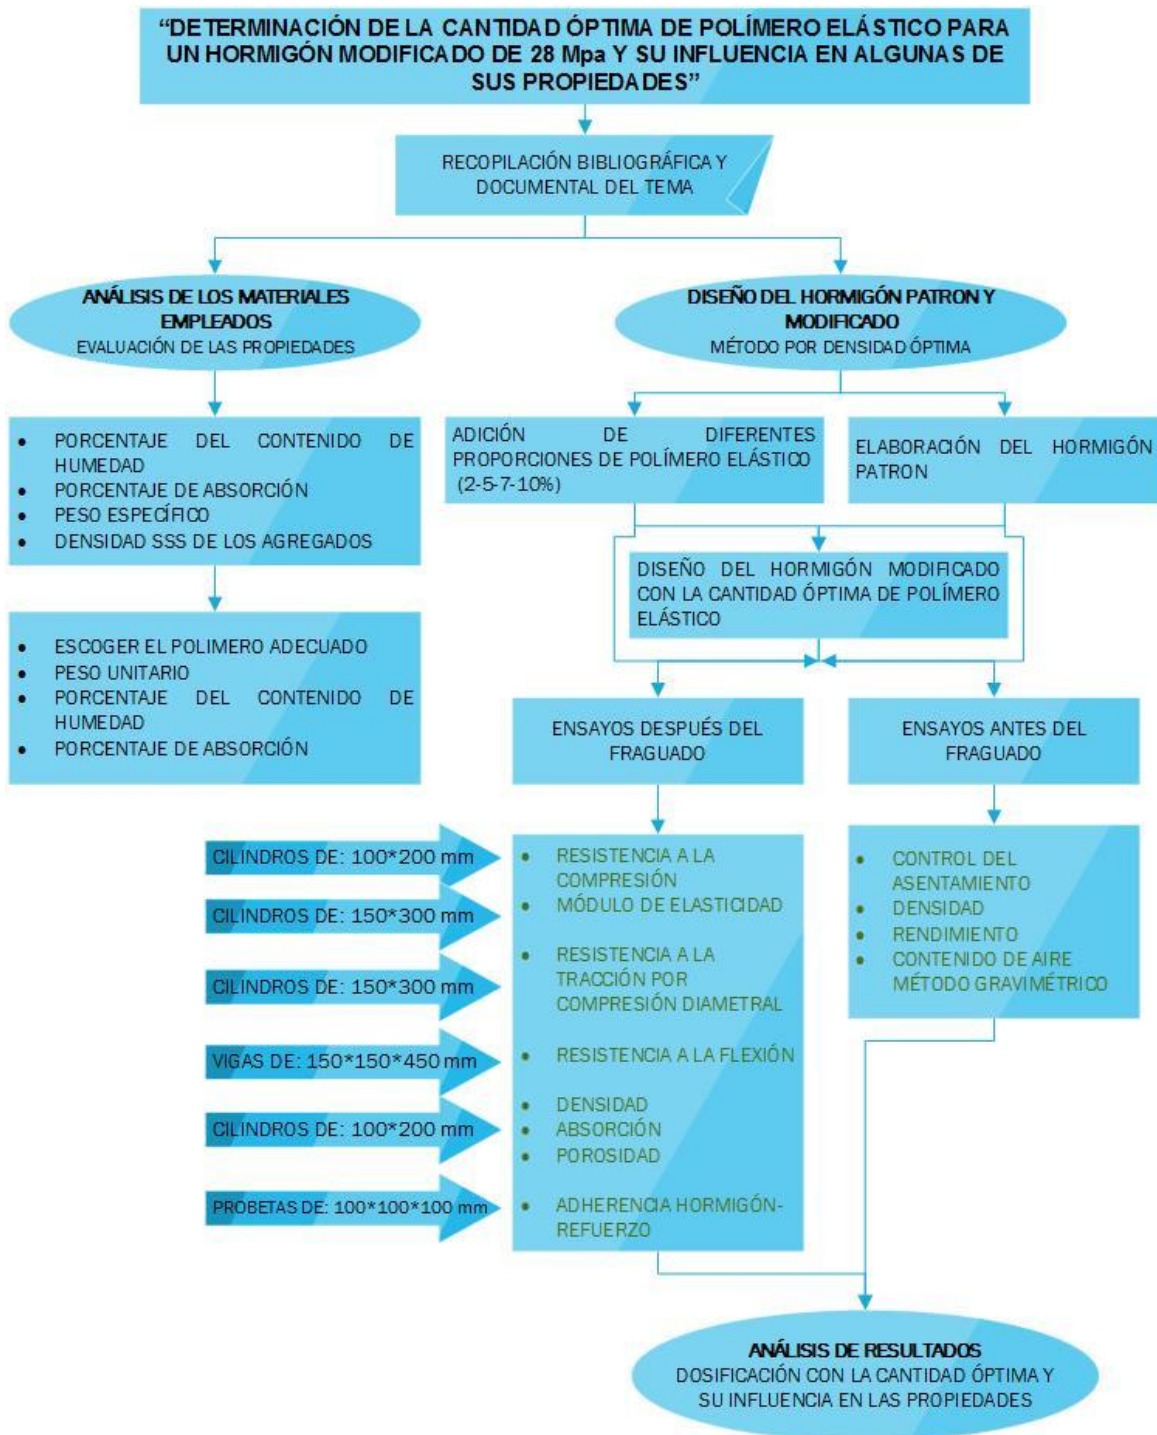 “DETERMINACIÓN DE LA CANTIDAD ÓPTIMA DE POLÍMERO ELÁSTICO PARA
UN HORMIGÓN MODIFICADO DE 28 Mpa Y SU INFLUENCIA EN ALGUNAS DE
SUS PROPIEDADES”
RECOPILACIÓN BIBLIOGRÁFICA Y
DOCUMENTAL DEL TEMA
ANÁLISIS DE LOS MATERIALES
EMPLEADOS
EVALUACIÓN DE LAS PROPIEDADES
DISEÑO DEL HORMIGÓN PATRON Y
MODIFICADO
MÉTODO POR DENSIDAD ÓPTIMA
• PORCENTAJE DEL CONTENIDO DE
HUMEDAD
• PORCENTAJE DE ABSORCIÓN
• PESO ESPECÍFICO
• DENSIDAD SSS DE LOS AGREGADOS
ADICIÓN DE DIFERENTES
PROPORCIONES DE POLÍMERO ELÁSTICO
(2-5-7-10%)
ELABORACIÓN DEL HORMIGÓN
PATRON
DISEÑO DEL HORMIGÓN MODIFICADO
CON LA CANTIDAD ÓPTIMA DE POLÍMERO
ELÁSTICO
• ESCOGER EL POLIMERO ADECUADO
• PESO UNITARIO
• PORCENTAJE DEL CONTENIDO DE
HUMEDAD
• PORCENTAJE DE ABSORCIÓN
ENSAYOS DESPUÉS DEL
FRAGUADO
ENSAYOS ANTES DEL
FRAGUADO
CILINDROS DE: 100*200 mm
CILINDROS DE: 150*300 mm
CILINDROS DE: 150*300 mm
VIGAS DE: 150*150*450 mm
CILINDROS DE: 100*200 mm
PROBETAS DE: 100*100*100 mm
• RESISTENCIA A LA
COMPRESIÓN
• MÓDULO DE ELASTICIDAD
• RESISTENCIA A LA
TRACCIÓN POR
COMPRESIÓN DIAMETRAL
• RESISTENCIA A LA FLEXIÓN
• DENSIDAD
• ABSORCIÓN
• POROSIDAD
• ADHERENCIA HORMIGÓN-
REFUERZO
• CONTROL DEL
ASENTAMIENTO
• DENSIDAD
• RENDIMIENTO
• CONTENIDO DE AIRE
MÉTODO GRAVIMÉTRICO
ANÁLISIS DE RESULTADOS
DOSIFICACIÓN CON LA CANTIDAD ÓPTIMA Y
SU INFLUENCIA EN LAS PROPIEDADES